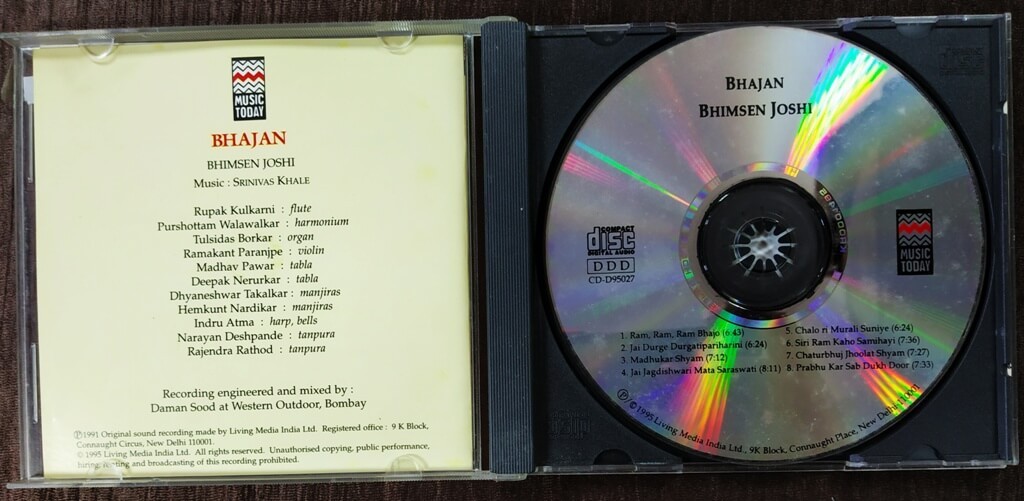 MUSIC
TODAY
BHAJAN
BHIMSEN JOSHI
Music : SRINIVAS KHALE
Rupak Kulkarni : flute
Purshottam Walawalkar : harmonium
Tulsidas Borkar : organ
Ramakant Paranjpe : violin
Madhav Pawar : tabla
Deepak Nerurkar : tabla
Dhyaneshwar Takalkar : manjiras
Hemkunt Nardikar : manjiras
Indru Atma : harp, bells
Narayan Deshpande : tanpura
Rajendra Rathod : tanpura
Recording engineered and mixed by :
Daman Sood at Western Outdoor, Bombay
℗1991 Original sound recording made by Living Media India Ltd. Registered office : 9 K Block,
Connaught Circus, New Delhi 110001.
© 1995 Living Media India Ltd. All rights reserved. Unauthorised copying, public performance,
hiring, renting and broadcasting of this recording prohibited.
BHAJAN
BHIMSEN JOSHI
COMPACT
disc
DIGITAL AUDIO
DDD
CD-D95027
MUSIC
TODAY
1. Ram, Ram, Ram Bhajo (6:43)
2. Jai Durge Durgatipariharini (6:24)
3. Madhukar Shyam (7:12)
4. Jai Jagdishwari Mata Saraswati (8:11)
5. Chalo ri Murali Suniye (6:24)
6. Siri Ram Kaho Samihayi (7:36)
7. Chaturbhuj Jhoolat Shyam (7:27)
8. Prabhu Kar Sab Dukh Door (7:33)
℗/© 1995 Living Media India Ltd., 9K Block, Connaught Place, New Delhi 110001